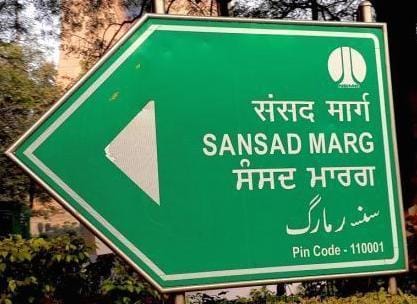 संसद मार्ग
SANSAD MARG
ਸੰਸਦ ਮਾਰਗ
سنسد مارگ
Pin Code - 110001